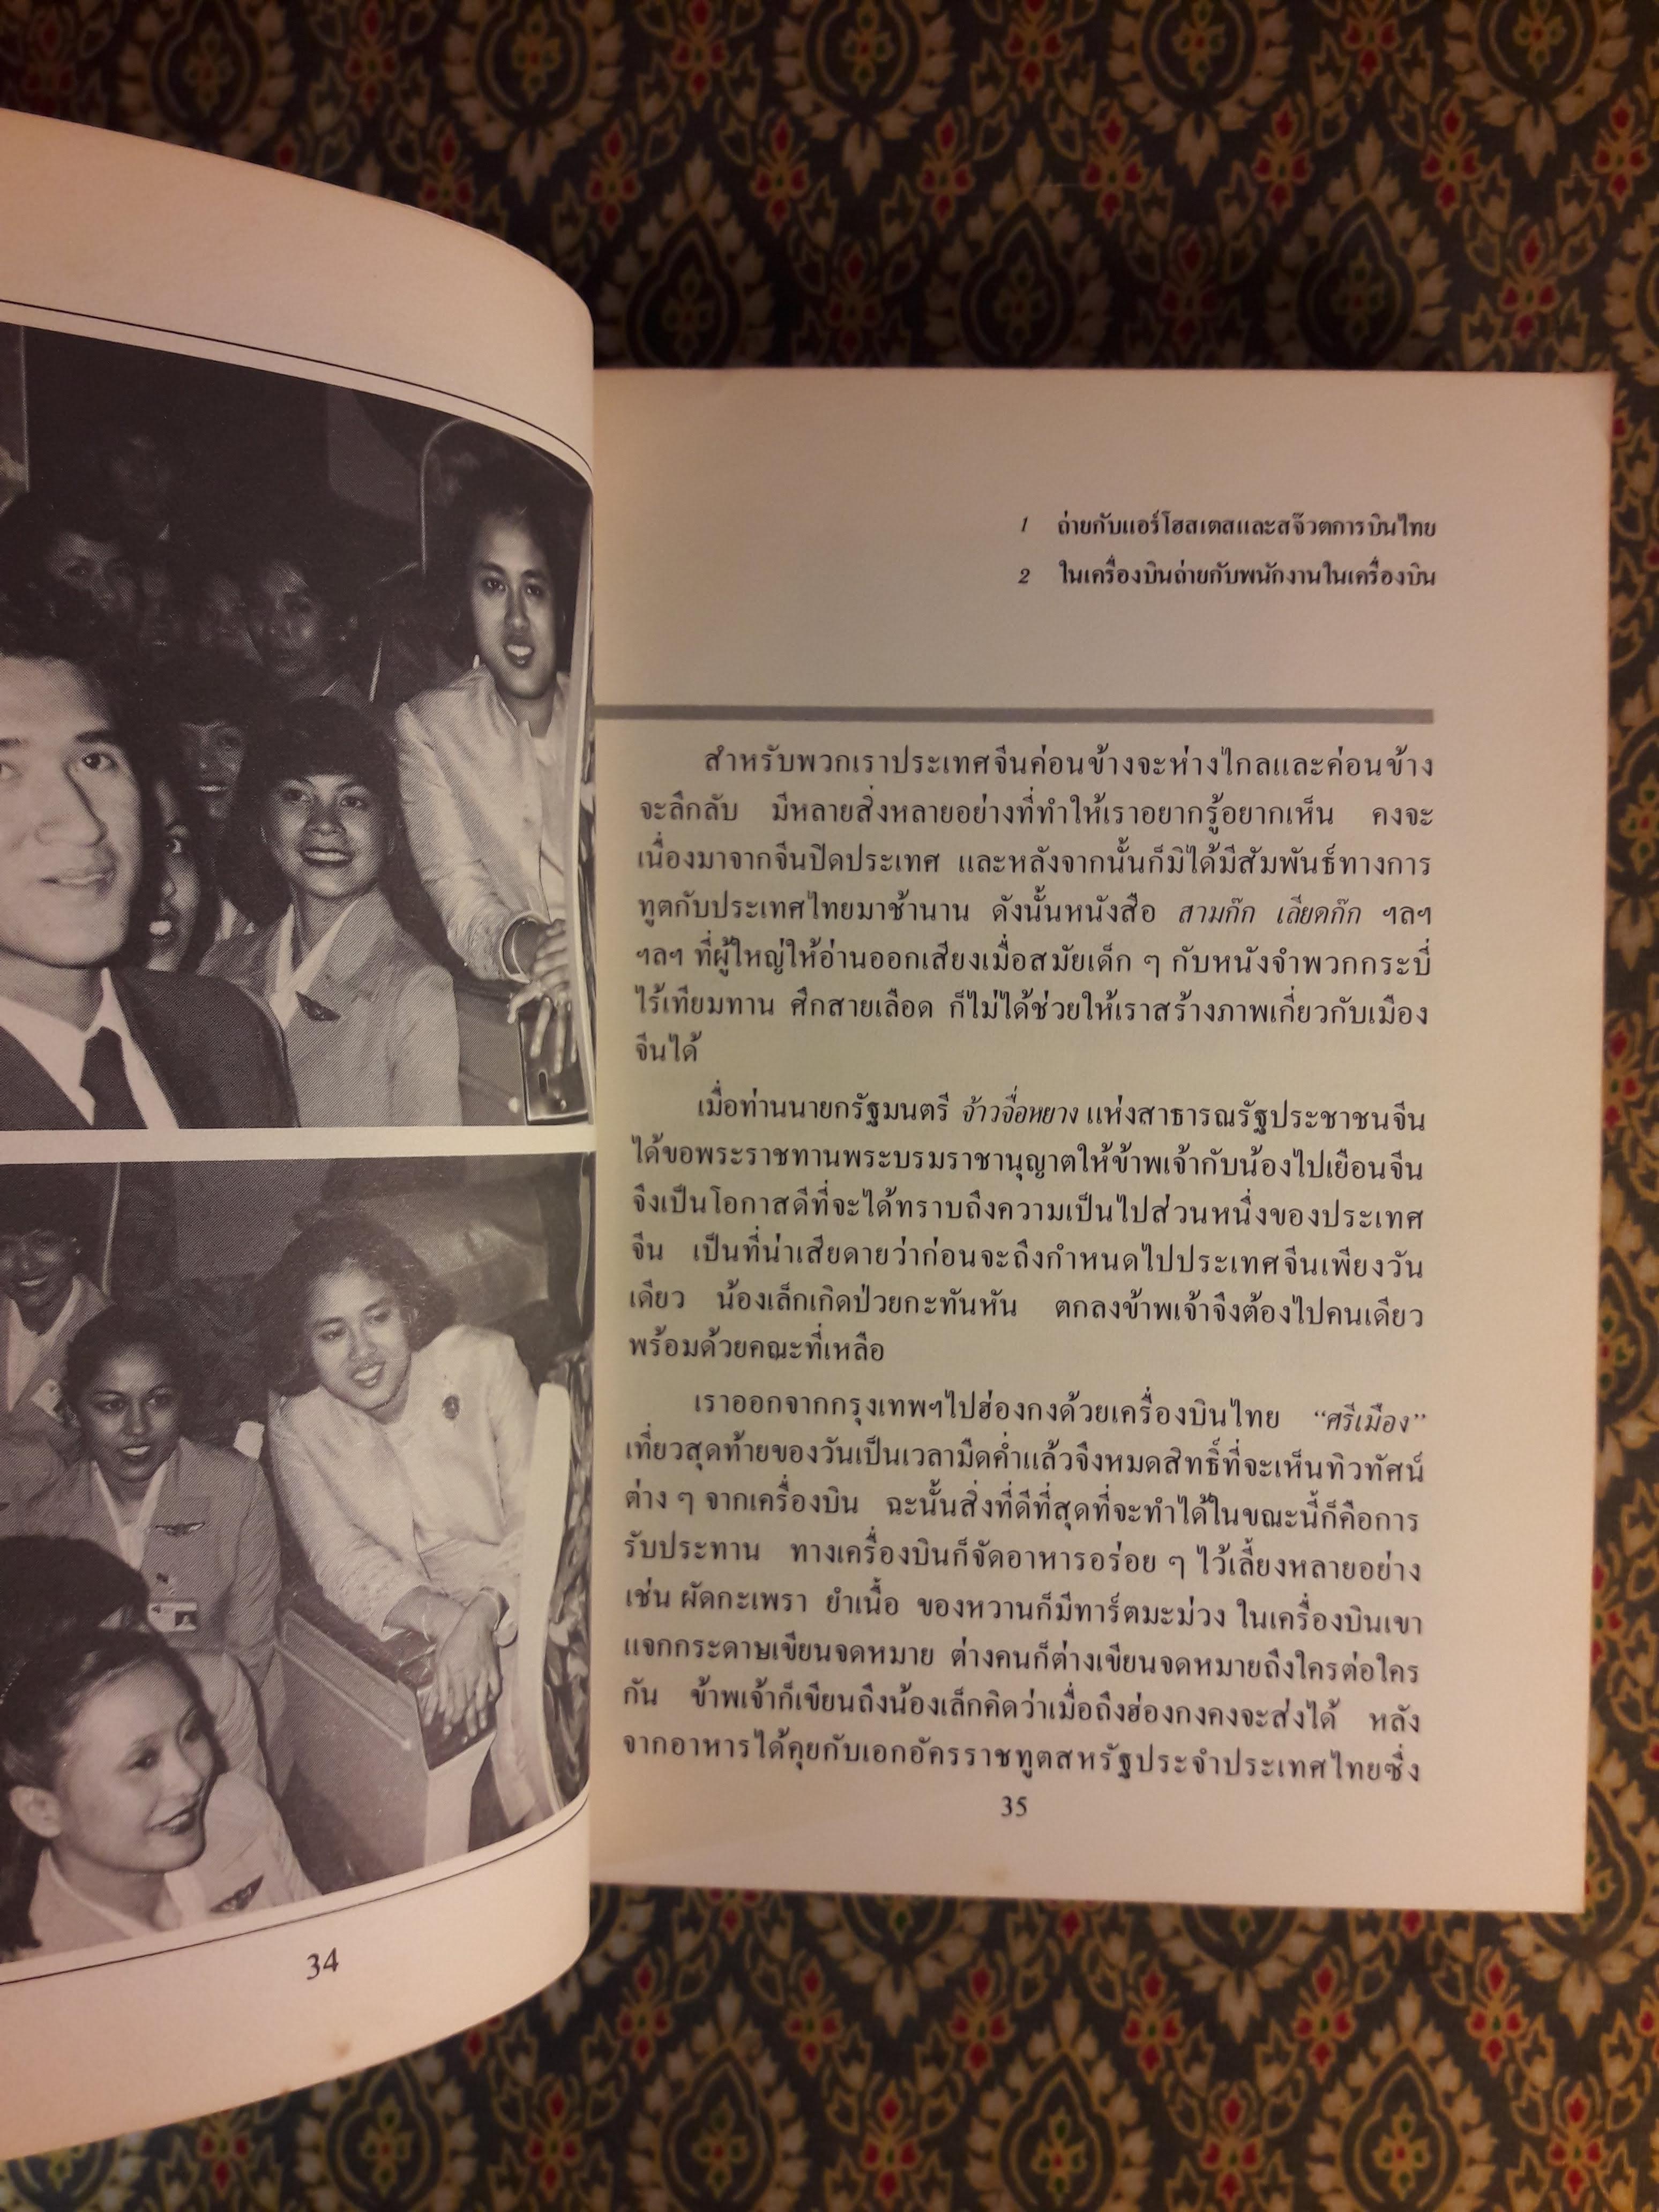 1 ถ่ายกับแอร์โฮสเตสและสจ๊วตการบินไทย
2 ในเครื่องบินถ่ายกับพนักงานในเครื่องบิน
สำหรับพวกเราประเทศจีนค่อนข้างจะห่างไกลและค่อนข้าง
จะลึกลับ มีหลายสิ่งหลายอย่างที่ทำให้เราอยากรู้อยากเห็น คงจะ
เนื่องมาจากจีนปิดประเทศ และหลังจากนั้นก็มิได้มีสัมพันธ์ทางการ
ทูตกับประเทศไทยมาช้านาน ดังนั้นหนังสือ สามก๊ก เลียดก๊ก ฯลฯ
ฯลฯ ที่ผู้ใหญ่ให้อ่านออกเสียงเมื่อสมัยเด็ก ๆ กับหนังจำพวกกระบี่
ไร้เทียมทาน ศึกสายเลือด ก็ไม่ได้ช่วยให้เราสร้างภาพเกี่ยวกับเมือง
จีนได้
เมื่อท่านนายกรัฐมนตรี จ้าวจื่อหยาง แห่งสาธารณรัฐประชาชนจีน
ได้ขอพระราชทานพระบรมราชานุญาตให้ข้าพเจ้ากับน้องไปเยือนจีน
จึงเป็นโอกาสดีที่จะได้ทราบถึงความเป็นไปส่วนหนึ่งของประเทศ
จีน เป็นที่น่าเสียดายว่าก่อนจะถึงกำหนดไปประเทศจีนเพียงวัน
เดียว น้องเล็กเกิดป่วยกะทันหัน ตกลงข้าพเจ้าจึงต้องไปคนเดียว
พร้อมด้วยคณะที่เหลือ
เราออกจากกรุงเทพฯไปฮ่องกงด้วยเครื่องบินไทย “ศรีเมือง”
เที่ยวสุดท้ายของวันเป็นเวลามืดค่ำแล้วจึงหมดสิทธิ์ที่จะเห็นทิวทัศน์
ต่าง ๆ จากเครื่องบิน ฉะนั้นสิ่งที่ดีที่สุดที่จะทำได้ในขณะนี้ก็คือการ
รับประทาน ทางเครื่องบินก็จัดอาหารอร่อย ๆ ไว้เลี้ยงหลายอย่าง
เช่น ผัดกะเพรา ยำเนื้อ ของหวานก็มีทาร์ตมะม่วง ในเครื่องบินเขา
แจกกระดาษเขียนจดหมาย ต่างคนก็ต่างเขียนจดหมายถึงใครต่อใคร
กัน ข้าพเจ้าก็เขียนถึงน้องเล็กคิดว่าเมื่อถึงฮ่องกงคงจะส่งได้ หลัง
จากอาหารได้คุยกับเอกอัครราชทูตสหรัฐประจำประเทศไทยซึ่ง
35
34